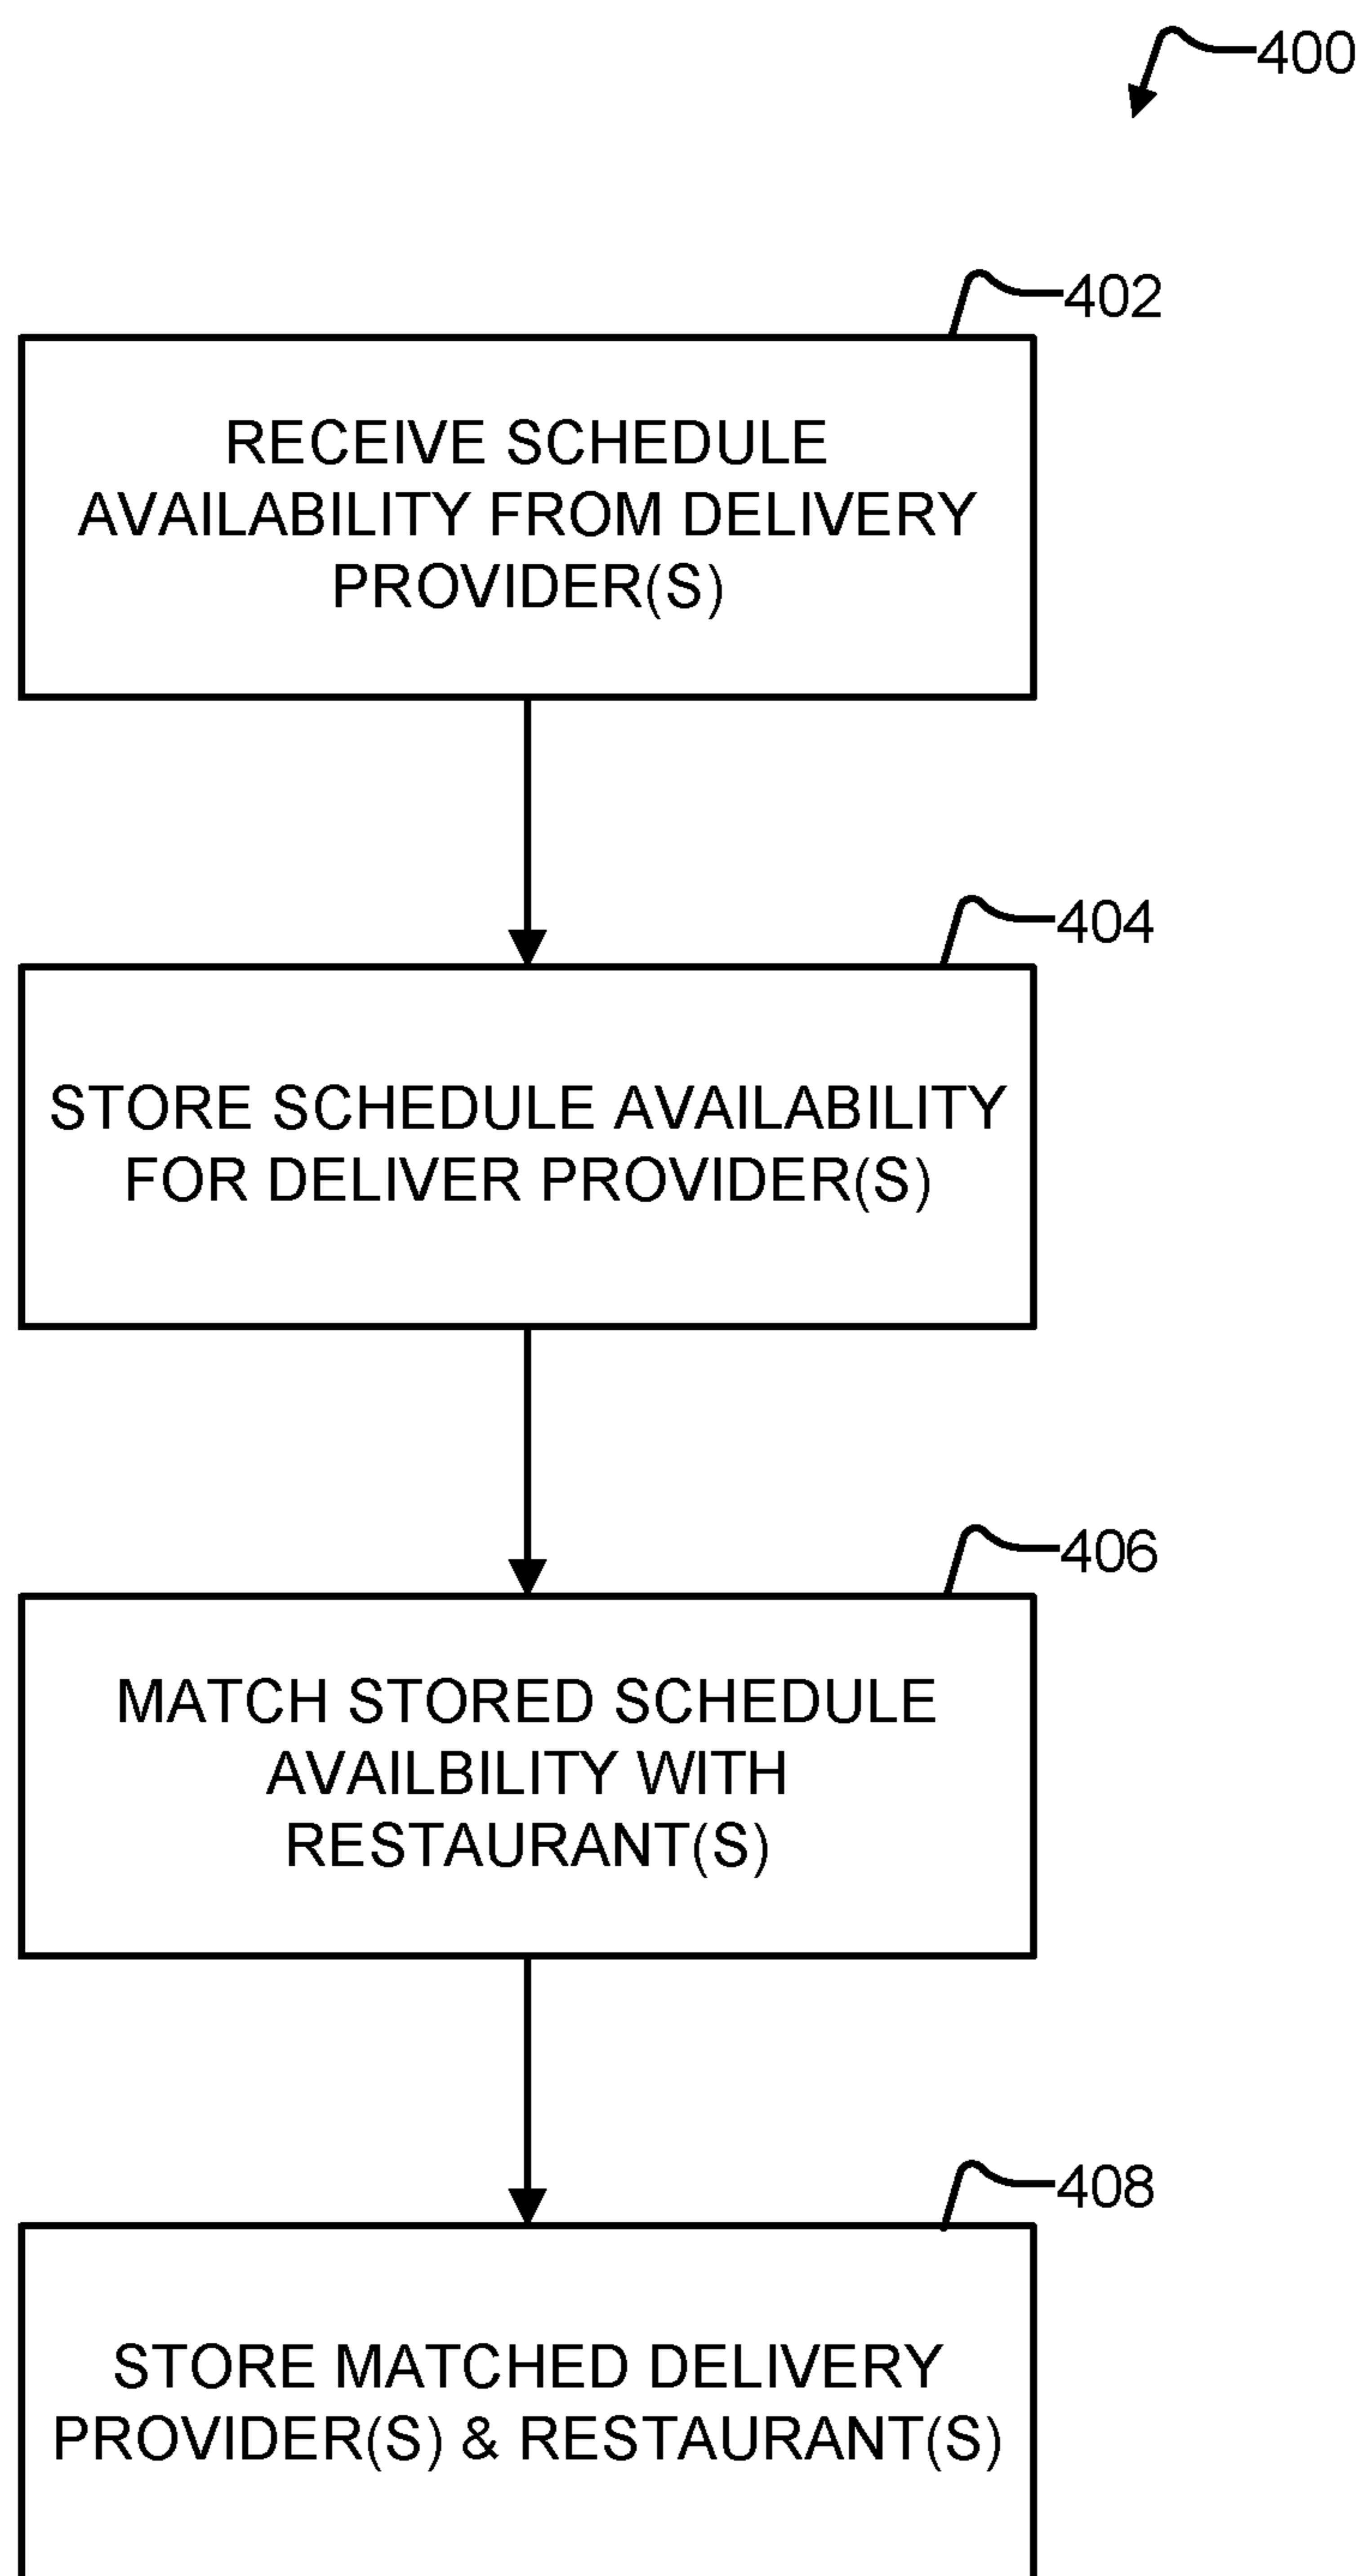 400
402
RECEIVE SCHEDULE
AVAILABILITY FROM DELIVERY
PROVIDER(S)
404
STORE SCHEDULE AVAILABILITY
FOR DELIVER PROVIDER(S)
406
MATCH STORED SCHEDULE
AVAILBILITY WITH
RESTAURANT(S)
408
STORE MATCHED DELIVERY
PROVIDER(S) & RESTAURANT(S)